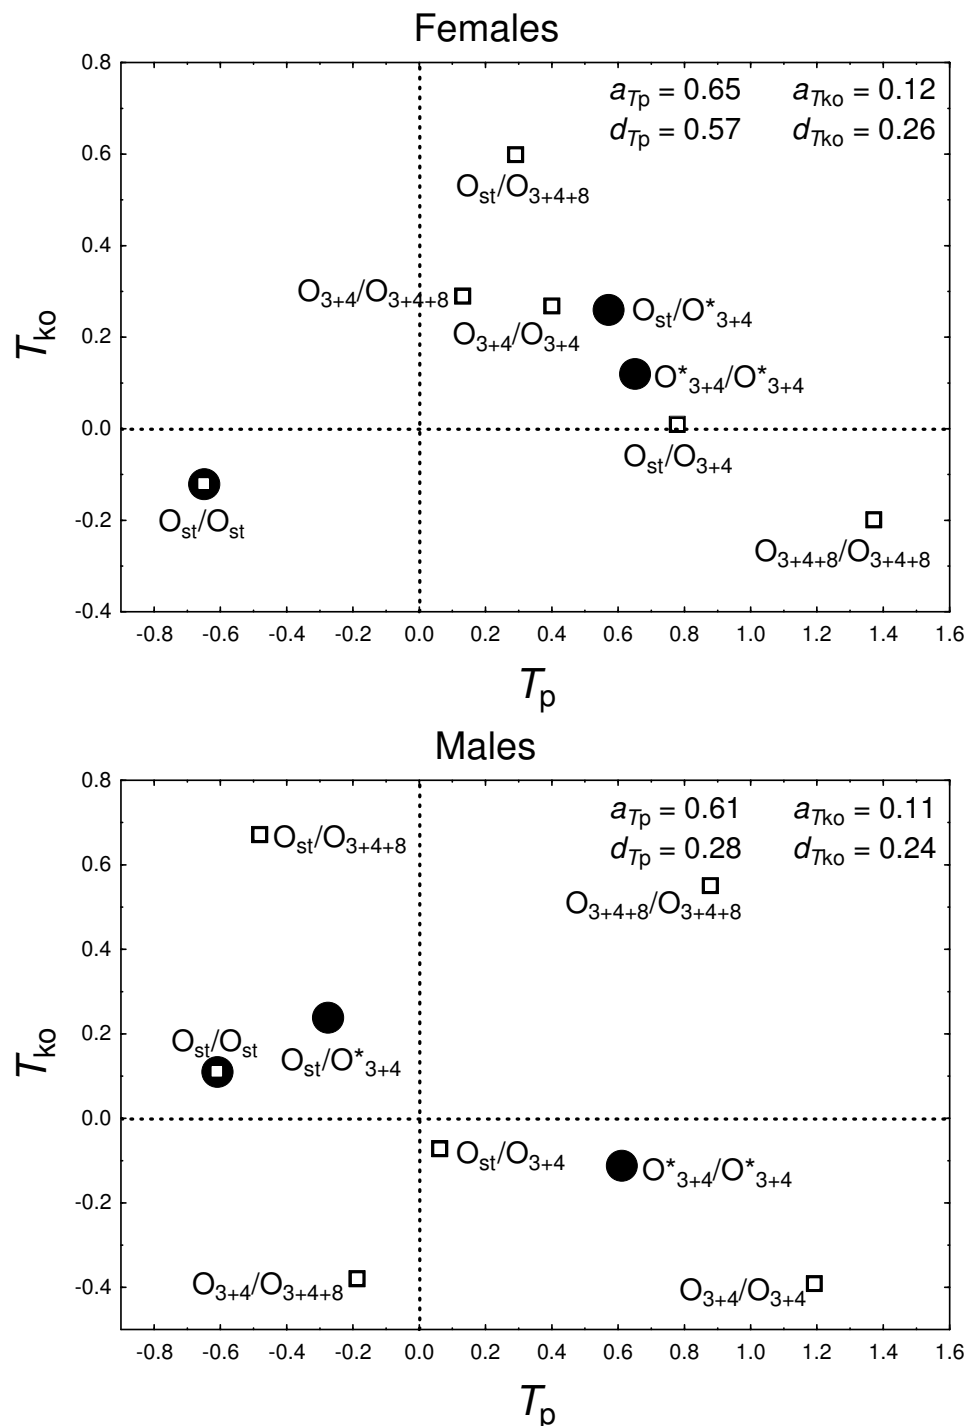 Females
0.8
a_Tp = 0.65 a_Tko = 0.12
d_Tp = 0.57 d_Tko = 0.26
0.6
O_st/O_3+4+8
0.4
O_3+4/O_3+4+8
O_st/O*_3+4
T_ko
0.2
O_3+4/O_3+4
O*_3+4/O*_3+4
0.0
O_st/O_3+4
-0.2
O_st/O_st
O_3+4+8/O_3+4+8
-0.4
-0.8 -0.6 -0.4 -0.2 0.0 0.2 0.4 0.6 0.8 1.0 1.2 1.4 1.6
T_p
Males
0.8
a_Tp = 0.61 a_Tko = 0.11
d_Tp = 0.28 d_Tko = 0.24
O_st/O_3+4+8
0.6
O_3+4+8/O_3+4+8
0.4
0.2
O_st/O_st
O_st/O*_3+4
T_ko
0.0
O_st/O_3+4
O*_3+4/O*_3+4
-0.2
-0.4
O_3+4/O_3+4+8
O_3+4/O_3+4
-0.8 -0.6 -0.4 -0.2 0.0 0.2 0.4 0.6 0.8 1.0 1.2 1.4 1.6
T_p